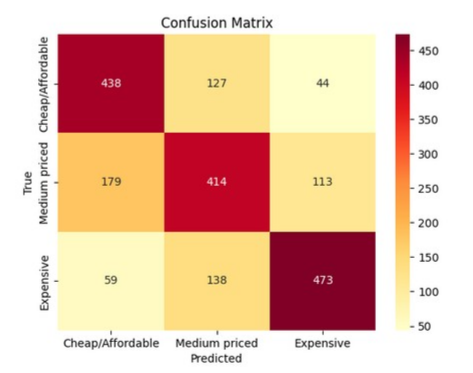 Confusion Matrix
Cheap/Affordable
438 127 44
Medium priced
179 414 113
Expensive
59 138 473
True
Cheap/Affordable Medium priced Expensive
Predicted
450
400
350
300
250
200
150
100
50